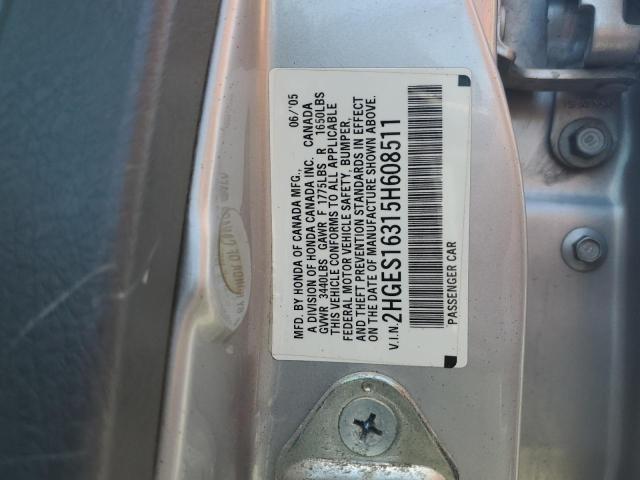 MFD. BY HONDA OF CANADA MFG., 06/'05
A DIVISION OF HONDA CANADA INC. CANADA
GVWR 3440LBS GAWR F 1775LBS R 1650LBS
THIS VEHICLE CONFORMS TO ALL APPLICABLE
FEDERAL MOTOR VEHICLE SAFETY, BUMPER,
AND THEFT PREVENTION STANDARDS IN EFFECT
ON THE DATE OF MANUFACTURE SHOWN ABOVE.
V.I.N. 2HGES16315H608511
PASSENGER CAR